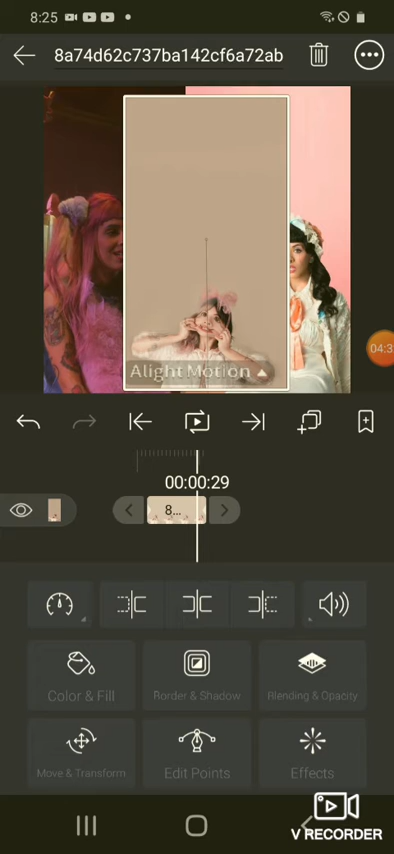 8:25
8a74d62c737ba142cf6a72ab
Alight Motion
04:3
00:00:29
8...
Color & Fill
Border & Shadow
Blending & Opacity
Move & Transform
Edit Points
Effects
V RECORDER